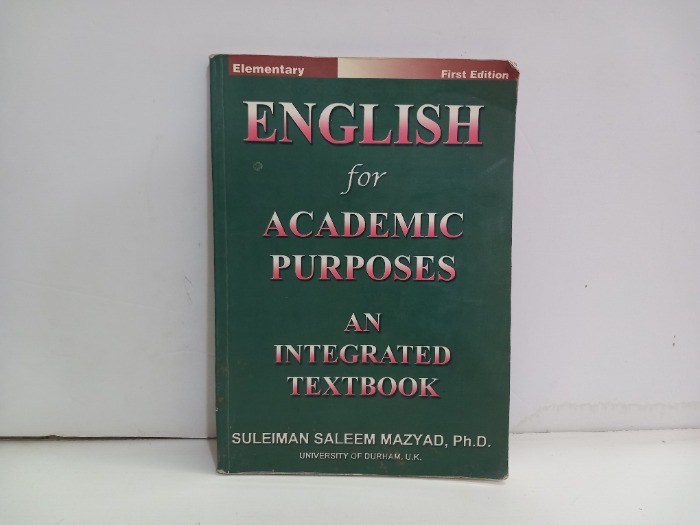 Elementary First Edition
ENGLISH
for
ACADEMIC
PURPOSES
AN
INTEGRATED
TEXTBOOK
SULEIMAN SALEEM MAZYAD, Ph.D.
UNIVERSITY OF DURHAM, U.K.